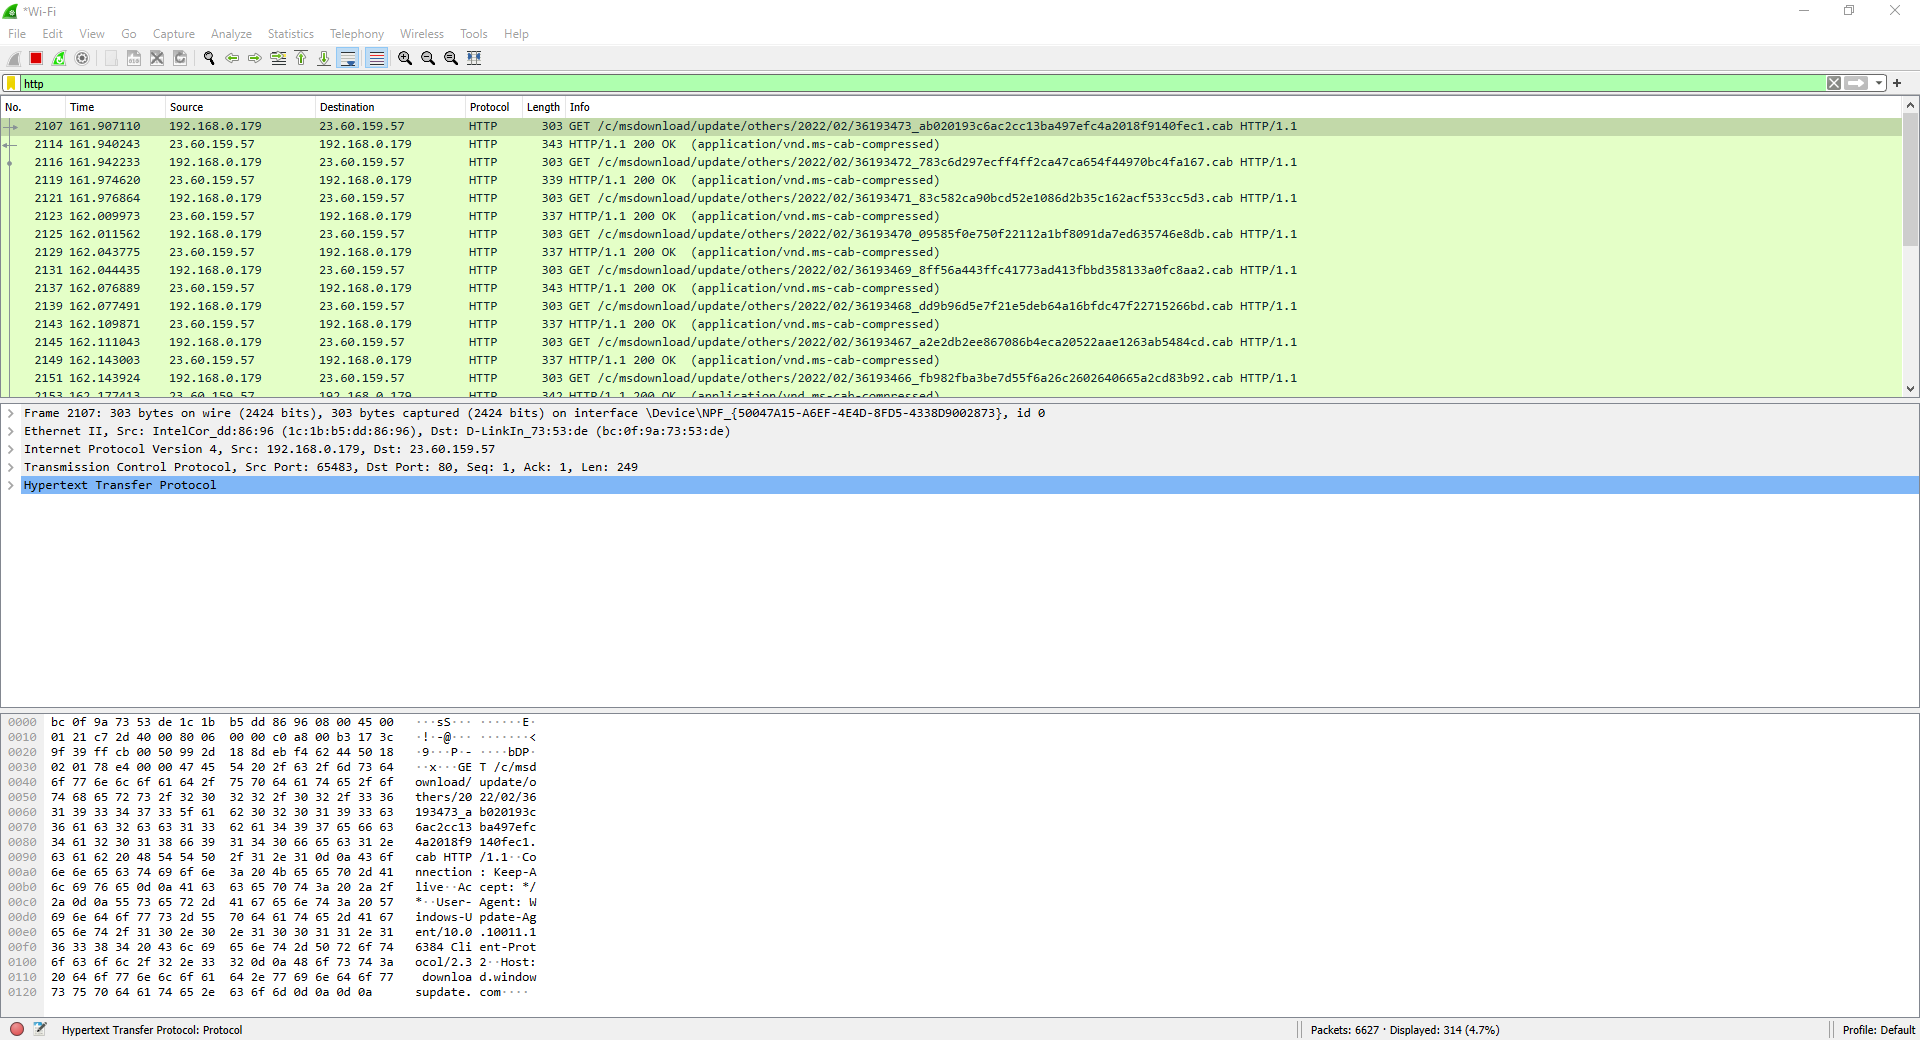 *Wi-Fi
File Edit View Go Capture Analyze Statistics Telephony Wireless Tools Help
http
No. Time Source Destination Protocol Length Info
2107 161.907110 192.168.0.179 23.60.159.57 HTTP 303 GET /c/msdownload/update/others/2022/02/36193473_ab020193c6ac2cc13ba497efc4a2018f9140fec1.cab HTTP/1.1
2114 161.940243 23.60.159.57 192.168.0.179 HTTP 343 HTTP/1.1 200 OK (application/vnd.ms-cab-compressed)
2116 161.942233 192.168.0.179 23.60.159.57 HTTP 303 GET /c/msdownload/update/others/2022/02/36193472_783c6d297ecff4ff2ca47ca654f44970bc4fa167.cab HTTP/1.1
2119 161.974620 23.60.159.57 192.168.0.179 HTTP 339 HTTP/1.1 200 OK (application/vnd.ms-cab-compressed)
2121 161.976864 192.168.0.179 23.60.159.57 HTTP 303 GET /c/msdownload/update/others/2022/02/36193471_83c582ca90bcd52e1086d2b35c162acf533cc5d3.cab HTTP/1.1
2123 162.009973 23.60.159.57 192.168.0.179 HTTP 337 HTTP/1.1 200 OK (application/vnd.ms-cab-compressed)
2125 162.011562 192.168.0.179 23.60.159.57 HTTP 303 GET /c/msdownload/update/others/2022/02/36193470_09585f0e750f22112a1bf8091da7ed635746e8db.cab HTTP/1.1
2129 162.043775 23.60.159.57 192.168.0.179 HTTP 337 HTTP/1.1 200 OK (application/vnd.ms-cab-compressed)
2131 162.044435 192.168.0.179 23.60.159.57 HTTP 303 GET /c/msdownload/update/others/2022/02/36193469_8ff56a443ffc41773ad413fbbd358133a0fc8aa2.cab HTTP/1.1
2137 162.076889 23.60.159.57 192.168.0.179 HTTP 343 HTTP/1.1 200 OK (application/vnd.ms-cab-compressed)
2139 162.077491 192.168.0.179 23.60.159.57 HTTP 303 GET /c/msdownload/update/others/2022/02/36193468_dd9b96d5e7f21e5deb64a16bfdc47f22715266bd.cab HTTP/1.1
2143 162.109871 23.60.159.57 192.168.0.179 HTTP 337 HTTP/1.1 200 OK (application/vnd.ms-cab-compressed)
2145 162.111043 192.168.0.179 23.60.159.57 HTTP 303 GET /c/msdownload/update/others/2022/02/36193467_a2e2db2ee867086b4eca20522aae1263ab5484cd.cab HTTP/1.1
2149 162.143003 23.60.159.57 192.168.0.179 HTTP 337 HTTP/1.1 200 OK (application/vnd.ms-cab-compressed)
2151 162.143924 192.168.0.179 23.60.159.57 HTTP 303 GET /c/msdownload/update/others/2022/02/36193466_fb982fba3be7d55f6a26c2602640665a2cd83b92.cab HTTP/1.1
2153 162.177413 23.60.159.57 192.168.0.179 HTTP 342 HTTP/1.1 200 OK (application/vnd.ms-cab-compressed)
Frame 2107: 303 bytes on wire (2424 bits), 303 bytes captured (2424 bits) on interface \Device\NPF_{50047A15-A6EF-4E4D-8FD5-4338D9002873}, id 0
Ethernet II, Src: IntelCor_dd:86:96 (1c:1b:b5:dd:86:96), Dst: D-LinkIn_73:53:de (bc:0f:9a:73:53:de)
Internet Protocol Version 4, Src: 192.168.0.179, Dst: 23.60.159.57
Transmission Control Protocol, Src Port: 65483, Dst Port: 80, Seq: 1, Ack: 1, Len: 249
Hypertext Transfer Protocol
0000 bc 0f 9a 73 53 de 1c 1b b5 dd 86 96 08 00 45 00 ···sS··· ······E·
0010 01 21 c7 2d 40 00 80 06 00 00 c0 a8 00 b3 17 3c ·!·-@··· ·······<
0020 9f 39 ff cb 00 50 99 2d 18 8d eb f4 62 44 50 18 ·9···P·- ····bDP·
0030 02 01 78 e4 00 00 47 45 54 20 2f 63 2f 6d 73 64 ··x···GE T /c/msd
0040 6f 77 6e 6c 6f 61 64 2f 75 70 64 61 74 65 2f 6f ownload/ update/o
0050 74 68 65 72 73 2f 32 30 32 32 2f 30 32 2f 33 36 thers/20 22/02/36
0060 31 39 33 34 37 33 5f 61 62 30 32 30 31 39 33 63 193473_a b020193c
0070 36 61 63 32 63 63 31 33 62 61 34 39 37 65 66 63 6ac2cc13 ba497efc
0080 34 61 32 30 31 38 66 39 31 34 30 66 65 63 31 2e 4a2018f9 140fec1.
0090 63 61 62 20 48 54 54 50 2f 31 2e 31 0d 0a 43 6f cab HTTP /1.1··Co
00a0 6e 6e 65 63 74 69 6f 6e 3a 20 4b 65 65 70 2d 41 nnection : Keep-A
00b0 6c 69 76 65 0d 0a 41 63 63 65 70 74 3a 20 2a 2f live··Ac cept: */
00c0 2a 0d 0a 55 73 65 72 2d 41 67 65 6e 74 3a 20 57 *··User- Agent: W
00d0 69 6e 64 6f 77 73 2d 55 70 64 61 74 65 2d 41 67 indows-U pdate-Ag
00e0 65 6e 74 2f 31 30 2e 30 2e 31 30 30 31 31 2e 31 ent/10.0 .10011.1
00f0 36 33 38 34 20 43 6c 69 65 6e 74 2d 50 72 6f 74 6384 Cli ent-Prot
0100 6f 63 6f 6c 2f 32 2e 33 32 0d 0a 48 6f 73 74 3a ocol/2.3 2··Host:
0110 20 64 6f 77 6e 6c 6f 61 64 2e 77 69 6e 64 6f 77 downloa d.window
0120 73 75 70 64 61 74 65 2e 63 6f 6d 0d 0a 0d 0a supdate. com····
Hypertext Transfer Protocol: Protocol
Packets: 6627 · Displayed: 314 (4.7%)
Profile: Default